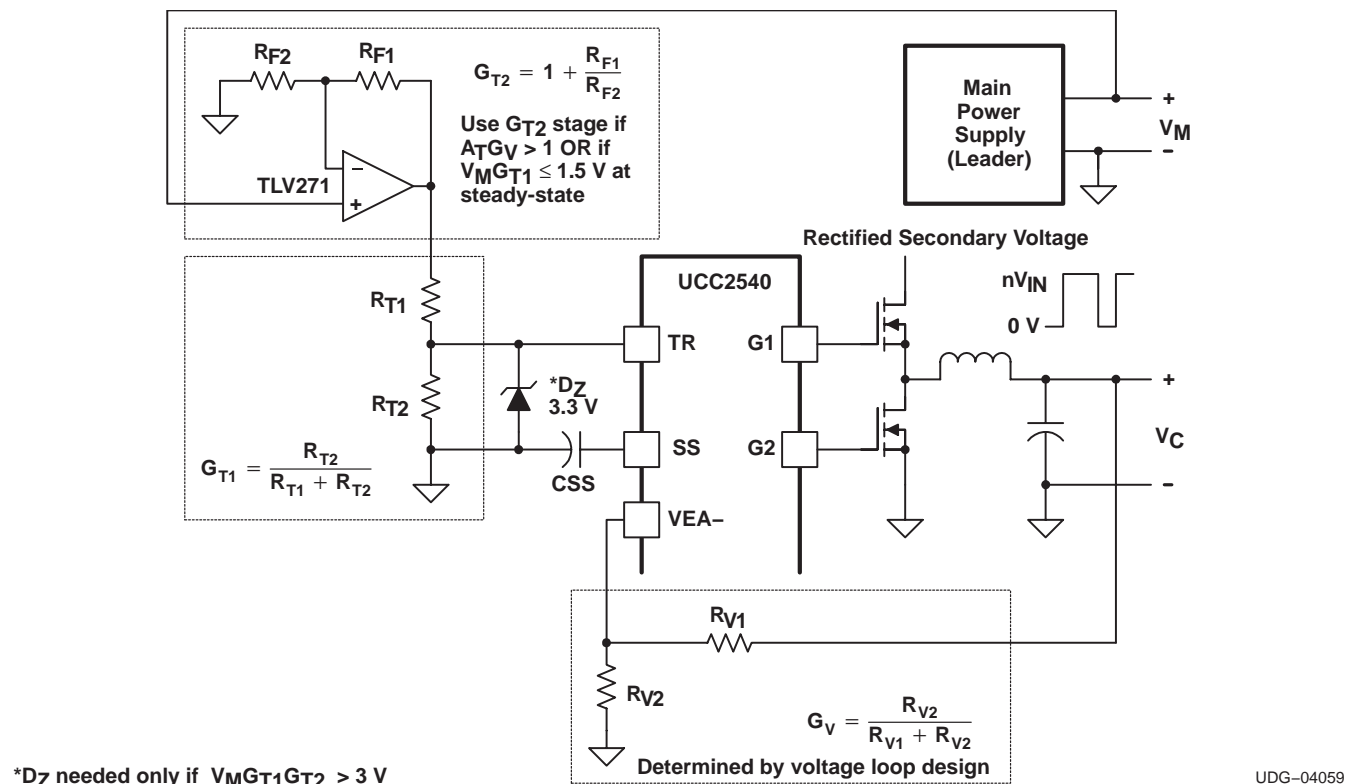 RF2
RF1
GT2 = 1 + RF1/RF2
Use GT2 stage if
ATGV > 1 OR if
VMGT1 ≤ 1.5 V at
steady-state
TLV271
−
+
Main
Power
Supply
(Leader)
+
VM
−
Rectified Secondary Voltage
RT1
RT2
GT1 = RT2/(RT1 + RT2)
*DZ
3.3 V
CSS
UCC2540
TR
G1
SS
G2
VEA−
nVIN
0 V
+
VC
−
RV1
RV2
GV = RV2/(RV1 + RV2)
Determined by voltage loop design
*DZ needed only if VMGT1GT2 > 3 V
UDG−04059